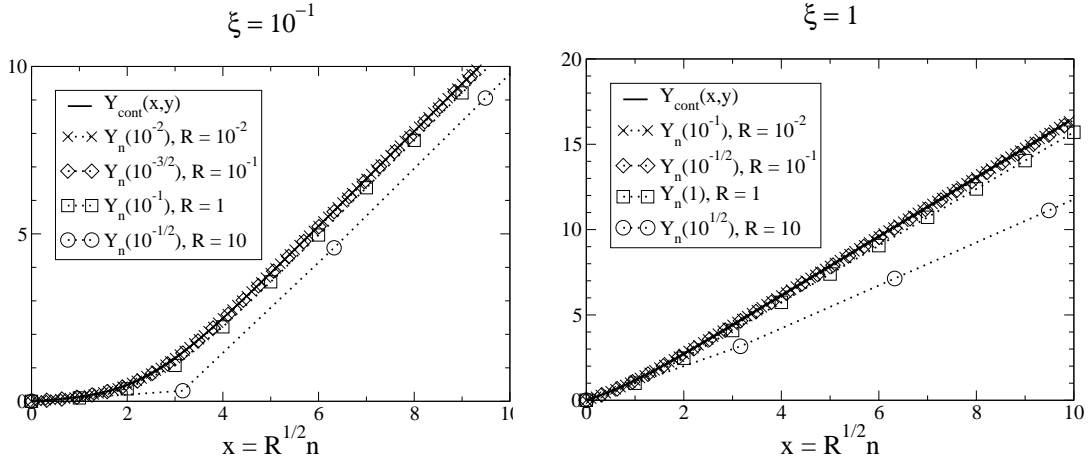 ξ = 10⁻¹
10
5
0
0 2 4 6 8 10
Y_cont(x,y)
Y_n(10⁻²), R = 10⁻²
Y_n(10^{-3/2}), R = 10⁻¹
Y_n(10⁻¹), R = 1
Y_n(10^{-1/2}), R = 10
x = R^{1/2}n
ξ = 1
20
15
10
5
0
0 2 4 6 8 10
Y_cont(x,y)
Y_n(10⁻¹), R = 10⁻²
Y_n(10^{-1/2}), R = 10⁻¹
Y_n(1), R = 1
Y_n(10^{1/2}), R = 10
x = R^{1/2}n